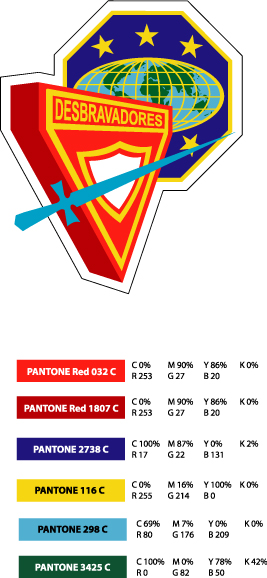 DESBRAVADORES
PANTONE Red 032 C
C 0% M 90% Y 86% K 0%
R 253 G 27 B 20
PANTONE Red 1807 C
C 0% M 90% Y 86% K 0%
R 253 G 27 B 20
PANTONE 2738 C
C 100% M 87% Y 0% K 2%
R 17 G 22 B 131
PANTONE 116 C
C 0% M 16% Y 100% K 0%
R 255 G 214 B 0
PANTONE 298 C
C 69% M 7% Y 0% K 0%
R 80 G 176 B 209
PANTONE 3425 C
C 100% M 0% Y 78% K 42%
R 0 G 82 B 50